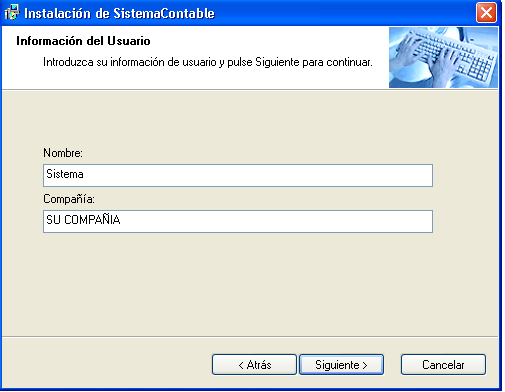 Instalación de SistemaContable
Información del Usuario
Introduzca su información de usuario y pulse Siguiente para continuar.
Nombre:
Sistema
Compañía:
SU COMPAÑIA
< Atrás
Siguiente >
Cancelar